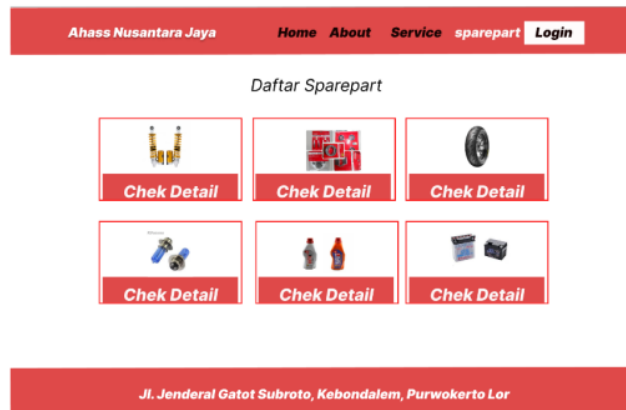 Ahass Nusantara Jaya Home About Service sparepart Login
Daftar Sparepart
Chek Detail Chek Detail Chek Detail
Chek Detail Chek Detail Chek Detail
Jl. Jenderal Gatot Subroto, Kebondalem, Purwokerto Lor